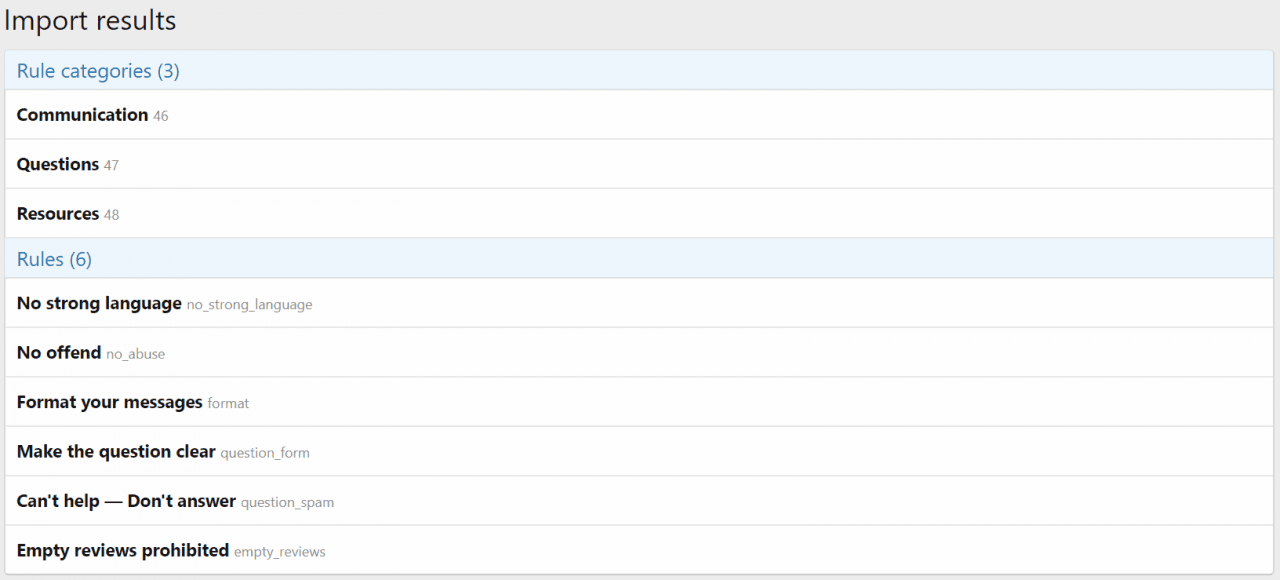 Import results
Rule categories (3)
Communication 46
Questions 47
Resources 48
Rules (6)
No strong language no_strong_language
No offend no_abuse
Format your messages format
Make the question clear question_form
Can't help — Don't answer question_spam
Empty reviews prohibited empty_reviews